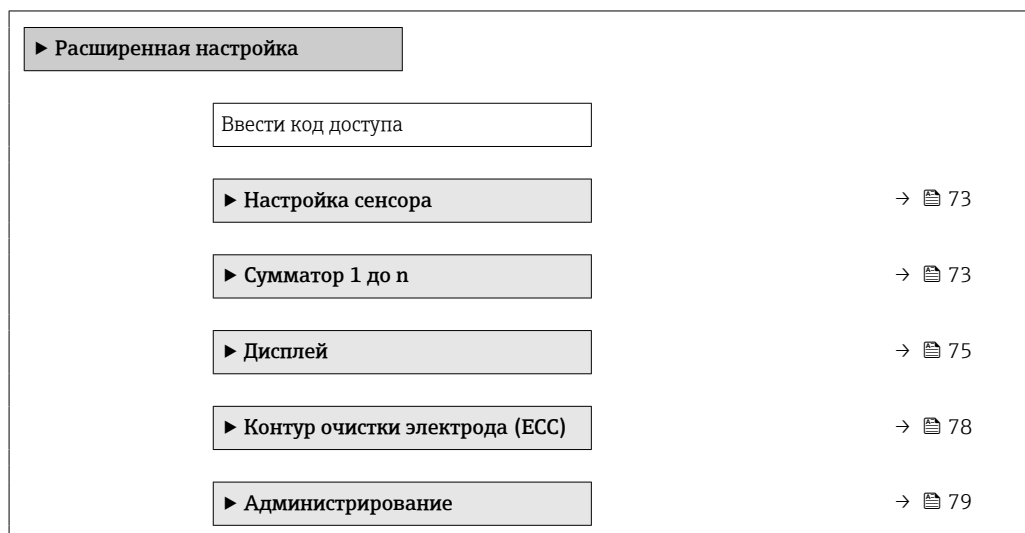 ► Расширенная настройка
Ввести код доступа
► Настройка сенсора → 73
► Сумматор 1 до n → 73
► Дисплей → 75
► Контур очистки электрода (ECC) → 78
► Администрирование → 79